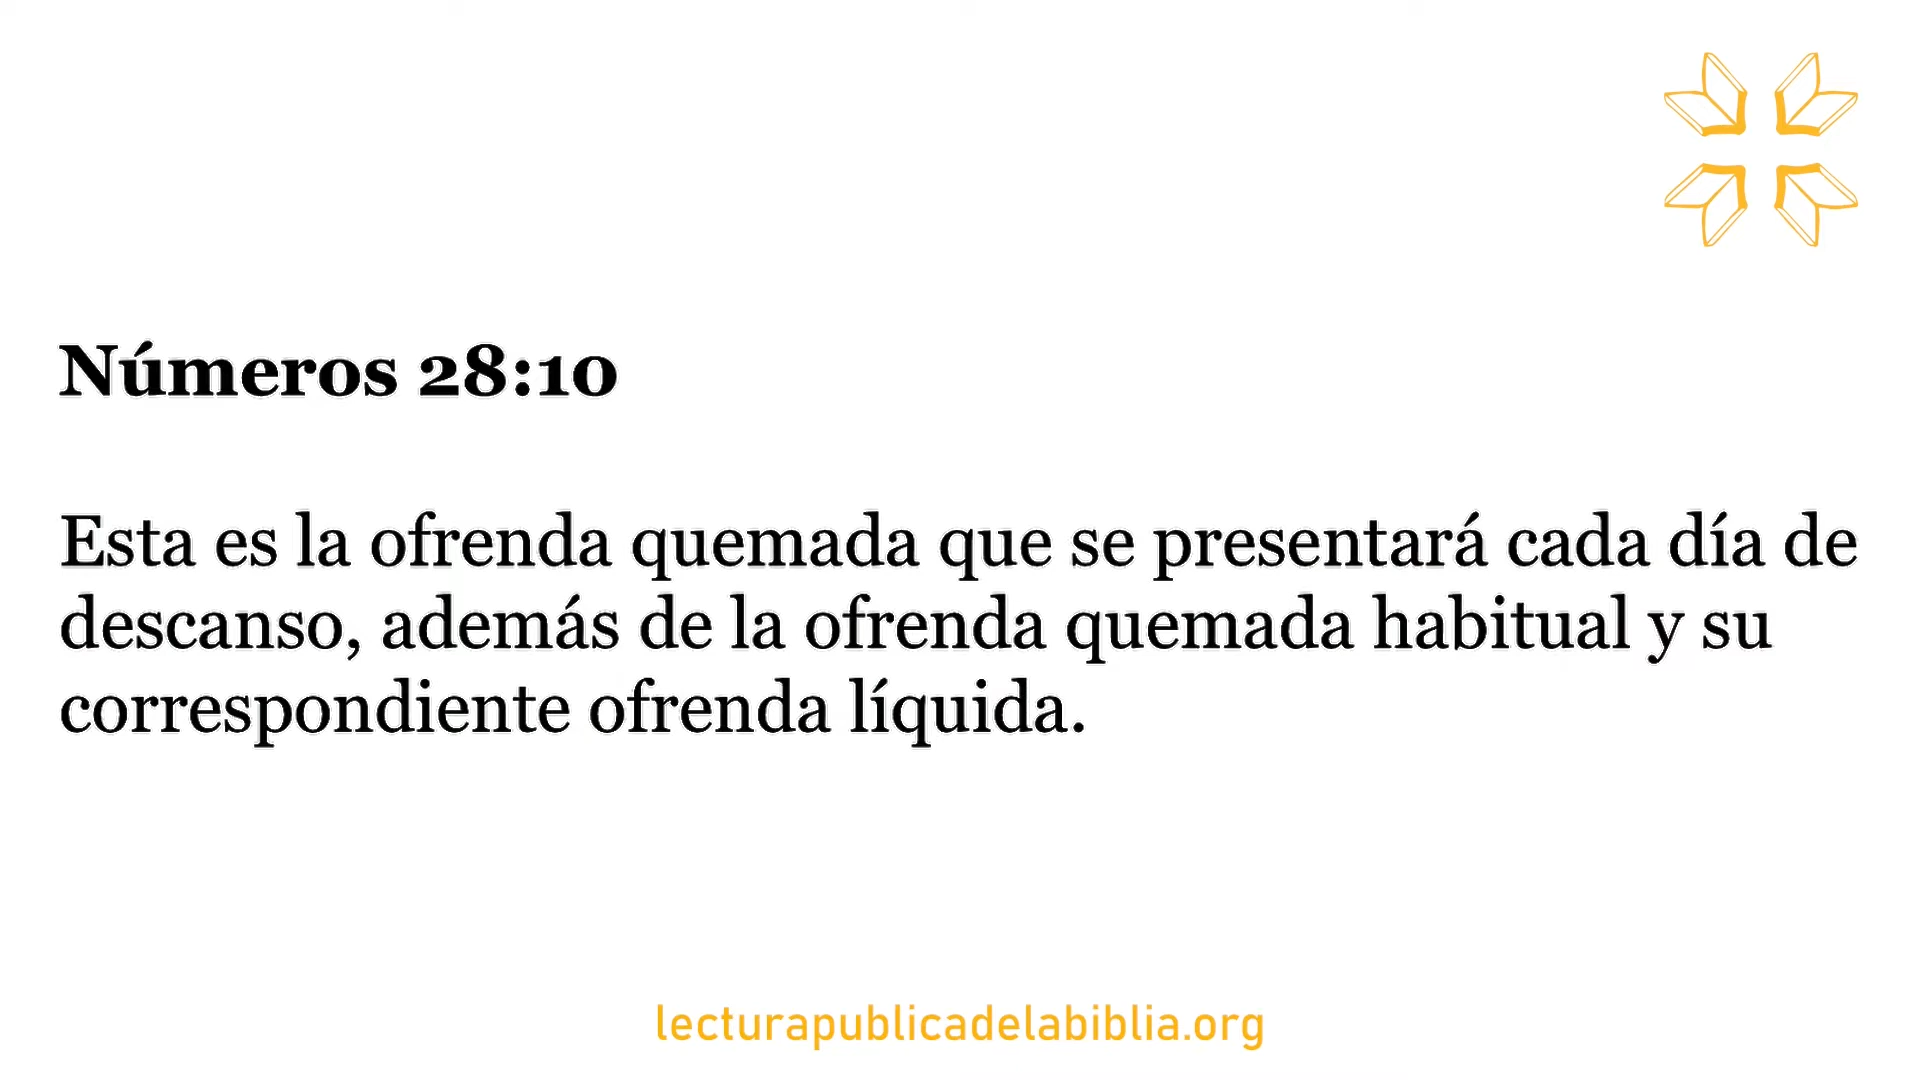 Números 28:10
Esta es la ofrenda quemada que se presentará cada día de
descanso, además de la ofrenda quemada habitual y su
correspondiente ofrenda líquida.
lecturapublicadelabiblia.org